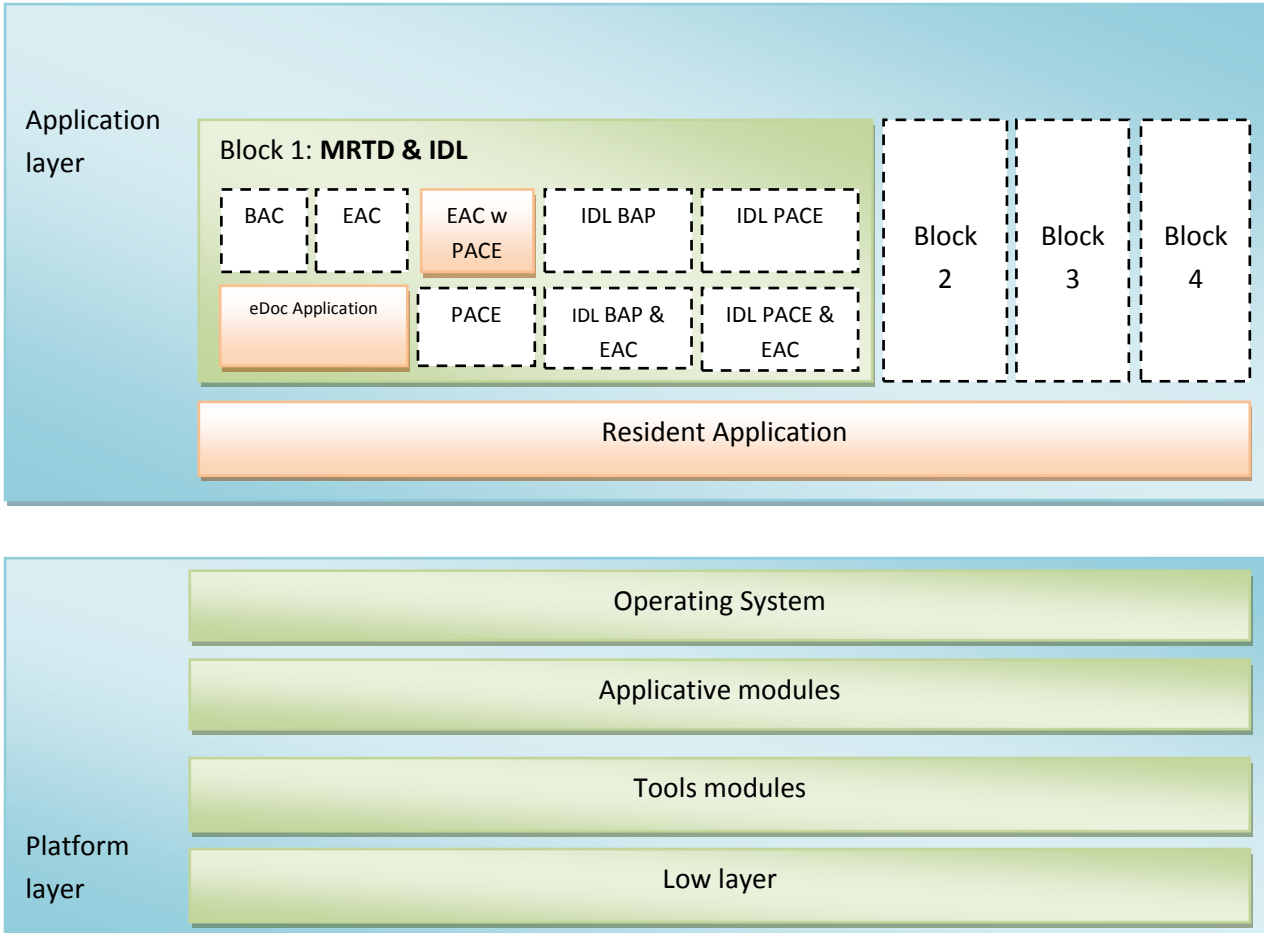 Application
layer
Block 1: MRTD & IDL
BAC
EAC
EAC w
PACE
IDL BAP
IDL PACE
eDoc Application
PACE
IDL BAP &
EAC
IDL PACE &
EAC
Block
2
Block
3
Block
4
Resident Application
Operating System
Applicative modules
Tools modules
Platform
layer
Low layer